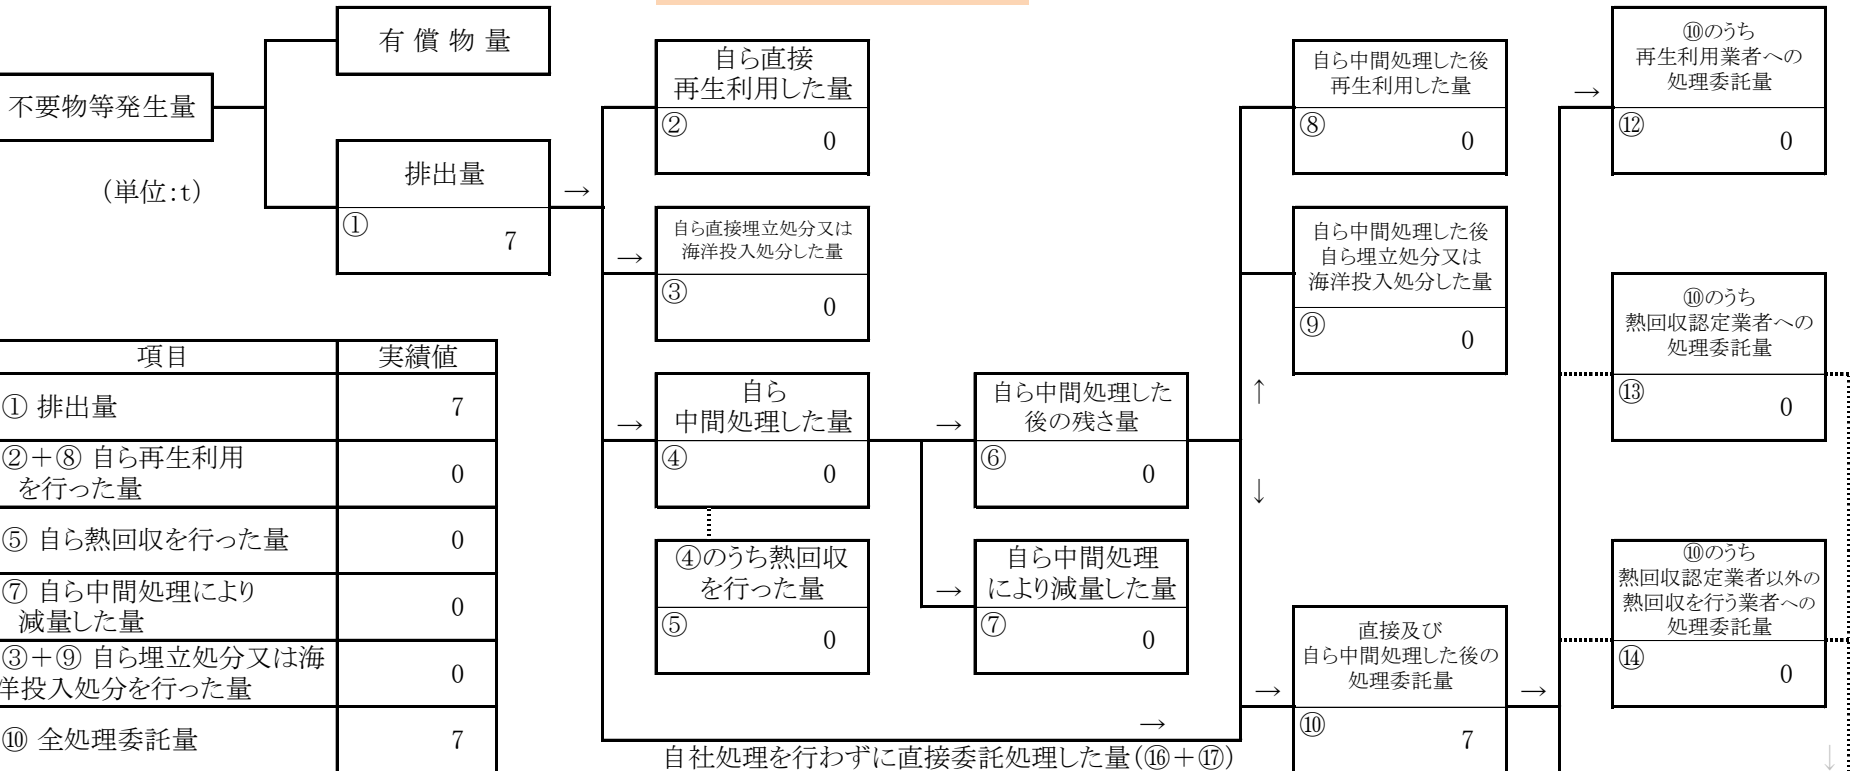 有 償 物 量
不要物等発生量
(単位:t)
排出量
①
7
→
自ら直接
再生利用した量
②
0
→
自ら直接埋立処分又は
海洋投入処分した量
③
0
→
自ら
中間処理した量
④
0
④のうち熱回収
を行った量
⑤
0
→
自ら中間処理した
後の残さ量
⑥
0
→
自ら中間処理
により減量した量
⑦
0
自ら中間処理した後
再生利用した量
⑧
0
自ら中間処理した後
自ら埋立処分又は
海洋投入処分した量
⑨
0
↑
↓
→
直接及び
自ら中間処理した後の
処理委託量
⑩
7
→
→
自社処理を行わずに直接委託処理した量(⑯+⑰)
→
⑩のうち
再生利用業者への
処理委託量
⑫
0
⑩のうち
熱回収認定業者への
処理委託量
⑬
0
⑩のうち
熱回収認定業者以外の
熱回収を行う業者への
処理委託量
⑭
0
↓
項目 実績値
① 排出量 7
②+⑧ 自ら再生利用
を行った量 0
⑤ 自ら熱回収を行った量 0
⑦ 自ら中間処理により
減量した量 0
③+⑨ 自ら埋立処分又は海
洋投入処分を行った量 0
⑩ 全処理委託量 7